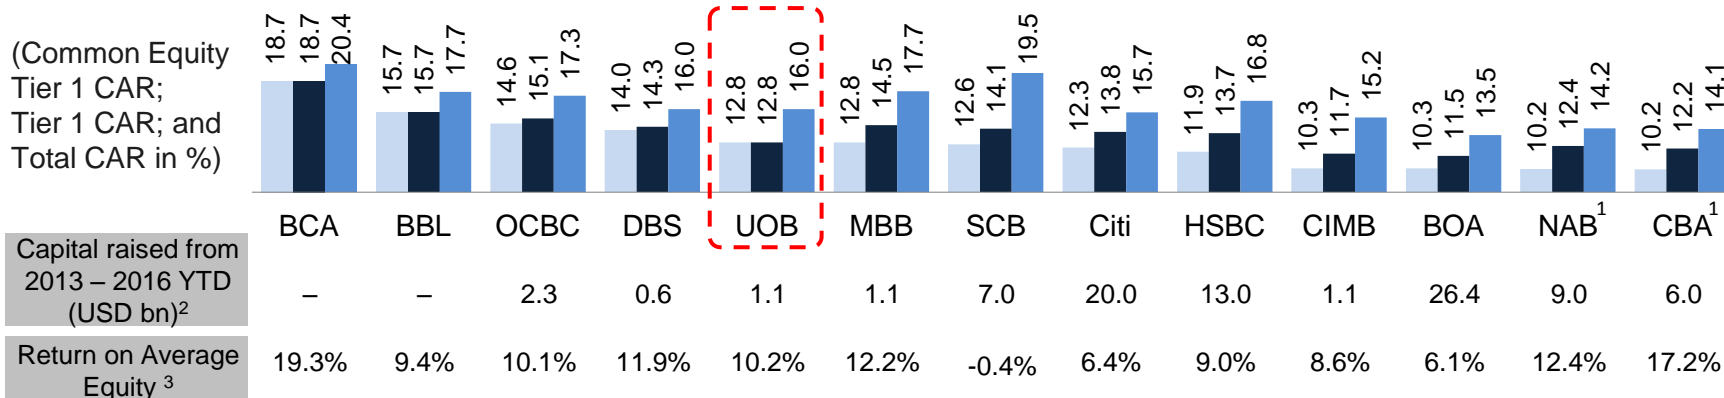 (Common Equity
Tier 1 CAR;
Tier 1 CAR; and
Total CAR in %)
18.7 18.7 20.4 15.7 15.7 17.7 14.6 15.1 17.3 14.0 14.3 16.0 12.8 12.8 16.0 12.8 14.5 17.7 12.6 14.1 19.5 12.3 13.8 15.7 11.9 13.7 16.8 10.3 11.7 15.2 10.3 11.5 13.5 10.2 12.4 14.2 10.2 12.2 14.1
BCA BBL OCBC DBS UOB MBB SCB Citi HSBC CIMB BOA NAB1 CBA1
Capital raised from
2013 – 2016 YTD
(USD bn)2
– – 2.3 0.6 1.1 1.1 7.0 20.0 13.0 1.1 26.4 9.0 6.0
Return on Average
Equity 3
19.3% 9.4% 10.1% 11.9% 10.2% 12.2% -0.4% 6.4% 9.0% 8.6% 6.1% 12.4% 17.2%